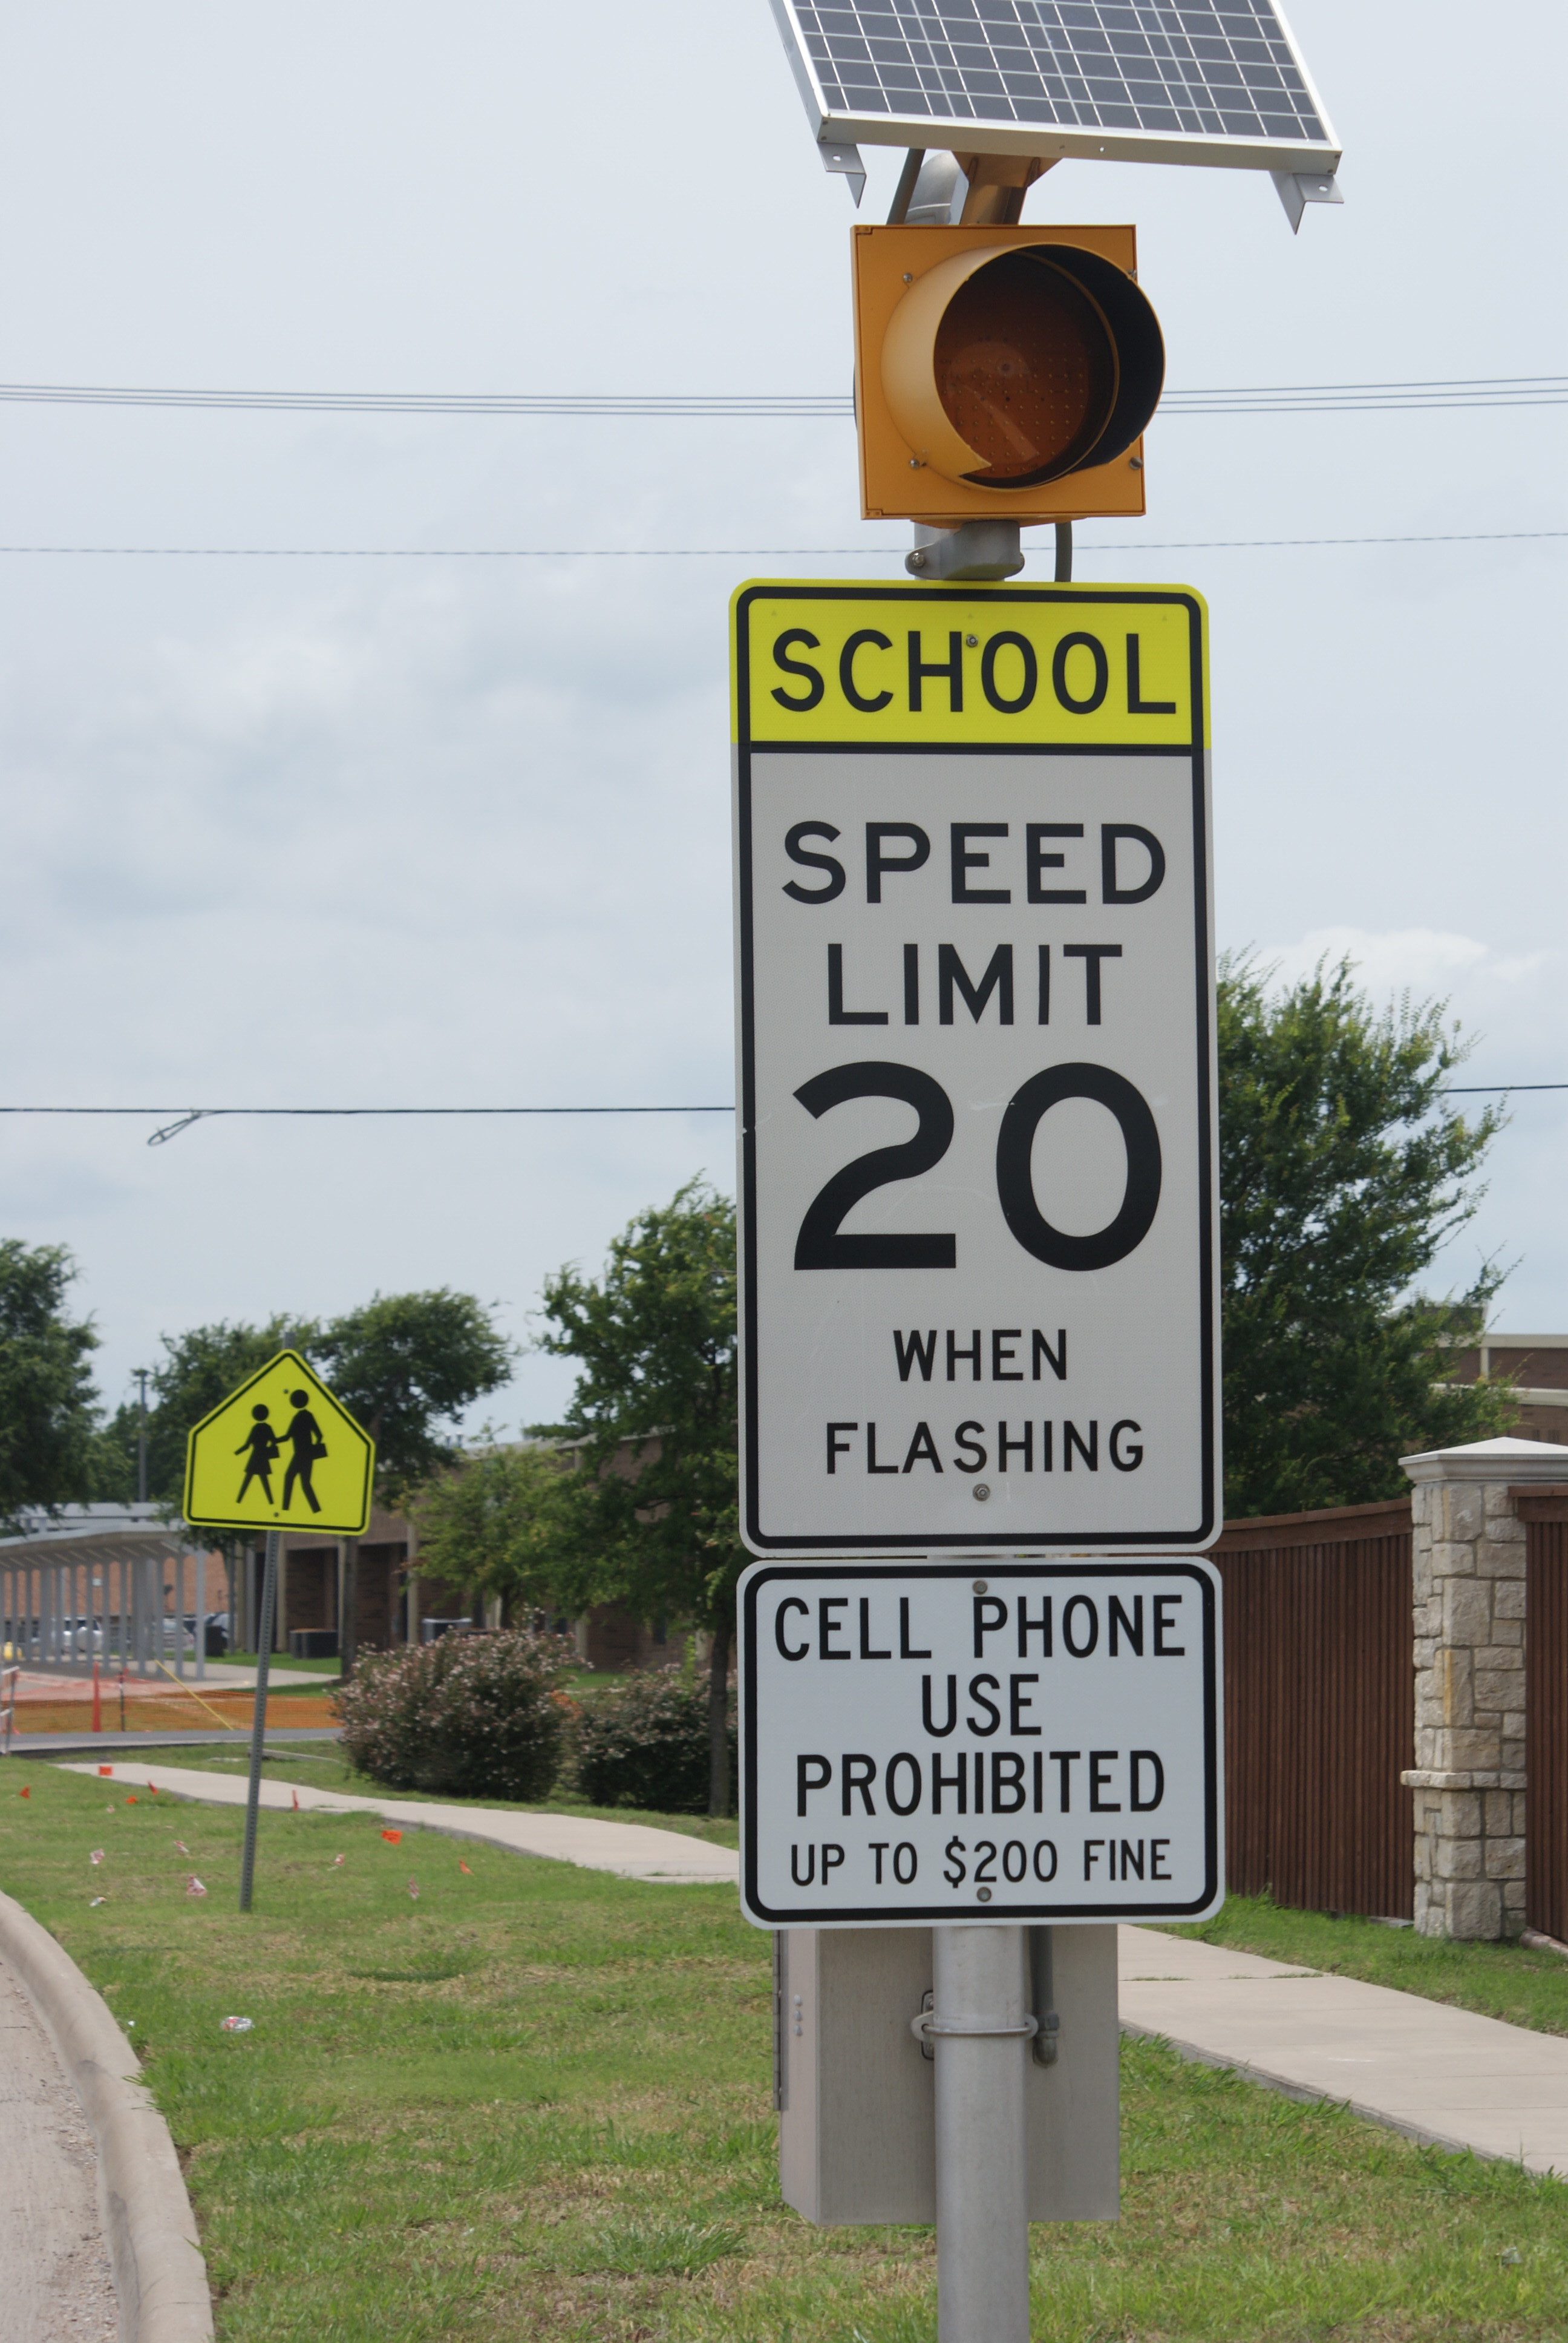 SCHOOL
SPEED
LIMIT
20
WHEN
FLASHING
CELL PHONE
USE
PROHIBITED
UP TO $200 FINE